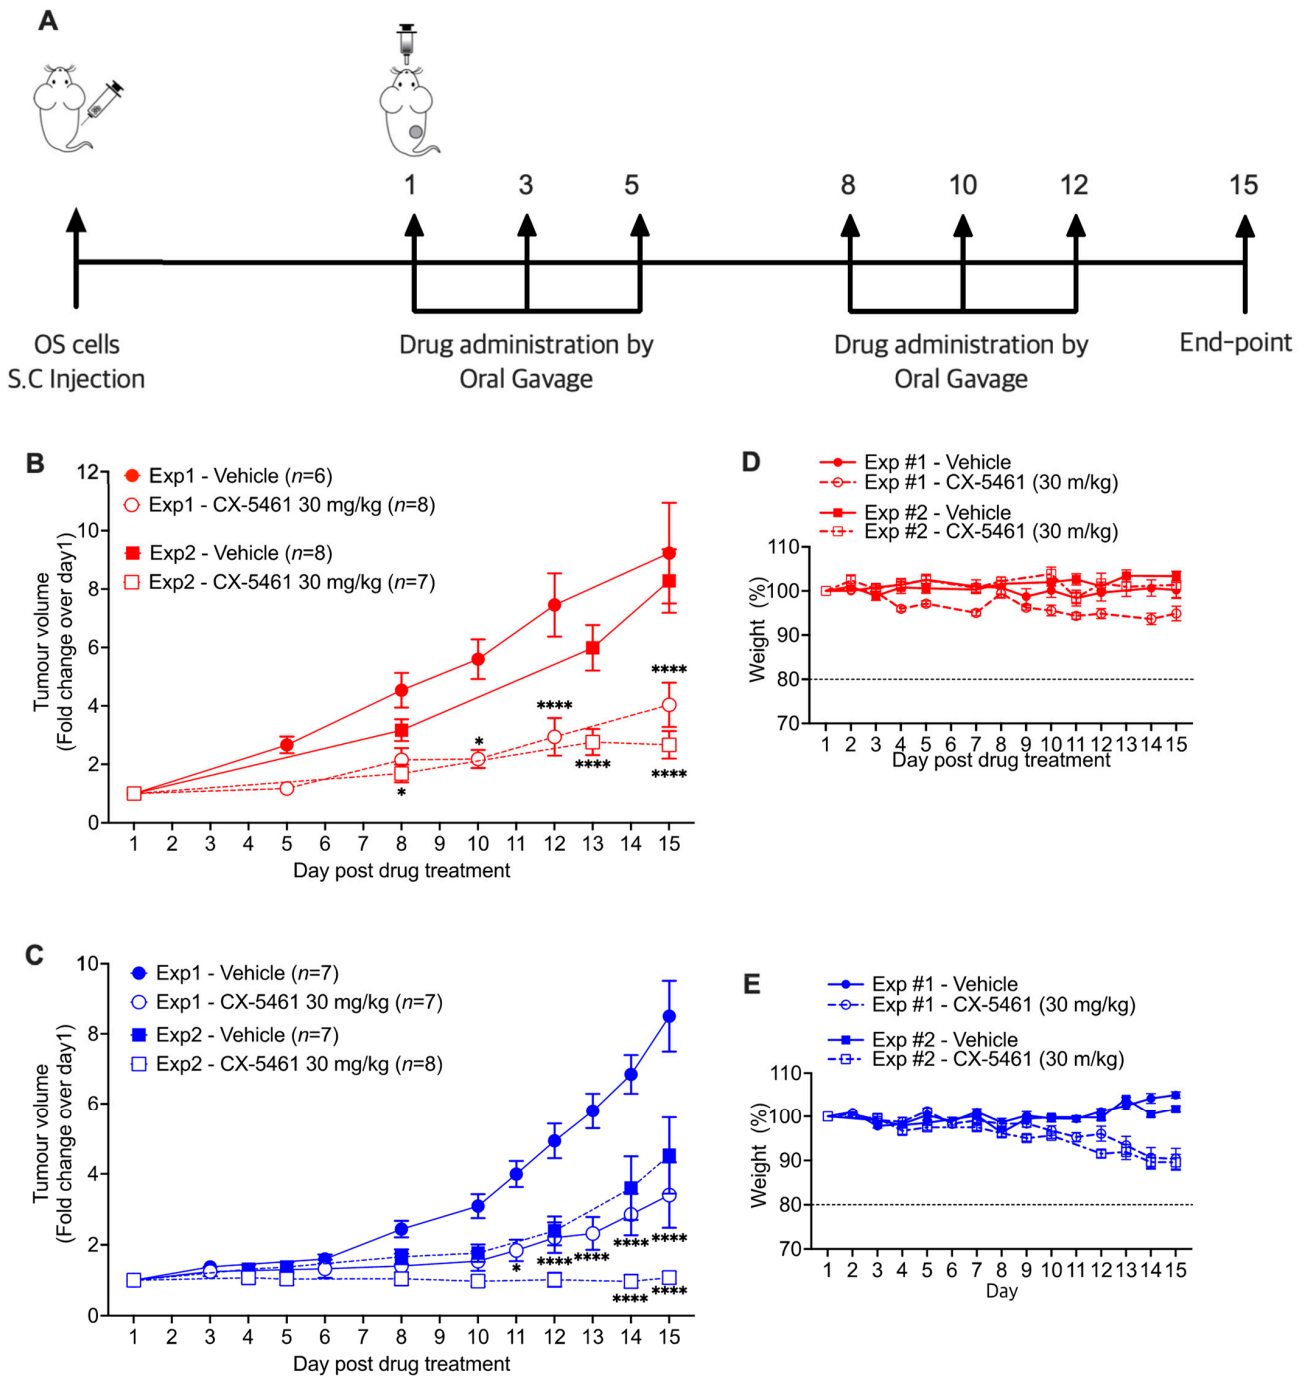 A
1 3 5 8 10 12 15
OS cells
S.C Injection
Drug administration by
Oral Gavage
Drug administration by
Oral Gavage
End-point
B
Exp1 - Vehicle (n=6)
Exp1 - CX-5461 30 mg/kg (n=8)
Exp2 - Vehicle (n=8)
Exp2 - CX-5461 30 mg/kg (n=7)
Tumour volume
(Fold change over day1)
12
10
8
6
4
2
0
* * **** **** **** ****
1 2 3 4 5 6 7 8 9 10 11 12 13 14 15
Day post drug treatment
D
Exp #1 - Vehicle
Exp #1 - CX-5461 (30 m/kg)
Exp #2 - Vehicle
Exp #2 - CX-5461 (30 m/kg)
Weight (%)
110
100
90
80
70
1 2 3 4 5 6 7 8 9 10 11 12 13 14 15
Day post drug treatment
C
Exp1 - Vehicle (n=7)
Exp1 - CX-5461 30 mg/kg (n=7)
Exp2 - Vehicle (n=7)
Exp2 - CX-5461 30 mg/kg (n=8)
Tumour volume
(Fold change over day1)
10
8
6
4
2
0
* **** **** **** **** **** ****
1 2 3 4 5 6 7 8 9 10 11 12 13 14 15
Day post drug treatment
E
Exp #1 - Vehicle
Exp #1 - CX-5461 (30 mg/kg)
Exp #2 - Vehicle
Exp #2 - CX-5461 (30 m/kg)
Weight (%)
110
100
90
80
70
1 2 3 4 5 6 7 8 9 10 11 12 13 14 15
Day